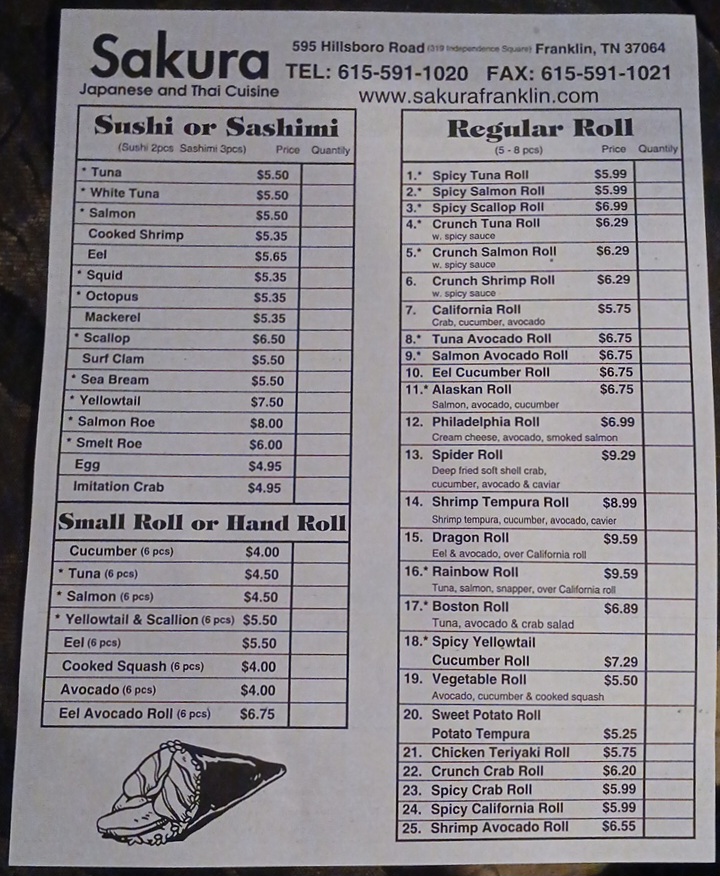 Sakura
Japanese and Thai Cuisine
595 Hillsboro Road (319 Independence Square) Franklin, TN 37064
TEL: 615-591-1020 FAX: 615-591-1021
www.sakurafranklin.com
Sushi or Sashimi
(Sushi 2pcs Sashimi 3pcs) Price Quantity
* Tuna $5.50
* White Tuna $5.50
* Salmon $5.50
Cooked Shrimp $5.35
Eel $5.65
* Squid $5.35
* Octopus $5.35
Mackerel $5.35
* Scallop $6.50
Surf Clam $5.50
* Sea Bream $5.50
* Yellowtail $7.50
* Salmon Roe $8.00
* Smelt Roe $6.00
Egg $4.95
Imitation Crab $4.95
Small Roll or Hand Roll
Cucumber (6 pcs) $4.00
* Tuna (6 pcs) $4.50
* Salmon (6 pcs) $4.50
* Yellowtail & Scallion (6 pcs) $5.50
Eel (6 pcs) $5.50
Cooked Squash (6 pcs) $4.00
Avocado (6 pcs) $4.00
Eel Avocado Roll (6 pcs) $6.75
Regular Roll
(5 - 8 pcs) Price Quantity
1.* Spicy Tuna Roll $5.99
2.* Spicy Salmon Roll $5.99
3.* Spicy Scallop Roll $6.99
4.* Crunch Tuna Roll $6.29
w. spicy sauce
5.* Crunch Salmon Roll $6.29
w. spicy sauce
6. Crunch Shrimp Roll $6.29
w. spicy sauce
7. California Roll $5.75
Crab, cucumber, avocado
8.* Tuna Avocado Roll $6.75
9.* Salmon Avocado Roll $6.75
10. Eel Cucumber Roll $6.75
11.* Alaskan Roll $6.75
Salmon, avocado, cucumber
12. Philadelphia Roll $6.99
Cream cheese, avocado, smoked salmon
13. Spider Roll $9.29
Deep fried soft shell crab,
cucumber, avocado & caviar
14. Shrimp Tempura Roll $8.99
Shrimp tempura, cucumber, avocado, cavier
15. Dragon Roll $9.59
Eel & avocado, over California roll
16.* Rainbow Roll $9.59
Tuna, salmon, snapper, over California roll
17.* Boston Roll $6.89
Tuna, avocado & crab salad
18.* Spicy Yellowtail
Cucumber Roll $7.29
19. Vegetable Roll $5.50
Avocado, cucumber & cooked squash
20. Sweet Potato Roll
Potato Tempura $5.25
21. Chicken Teriyaki Roll $5.75
22. Crunch Crab Roll $6.20
23. Spicy Crab Roll $5.99
24. Spicy California Roll $5.99
25. Shrimp Avocado Roll $6.55